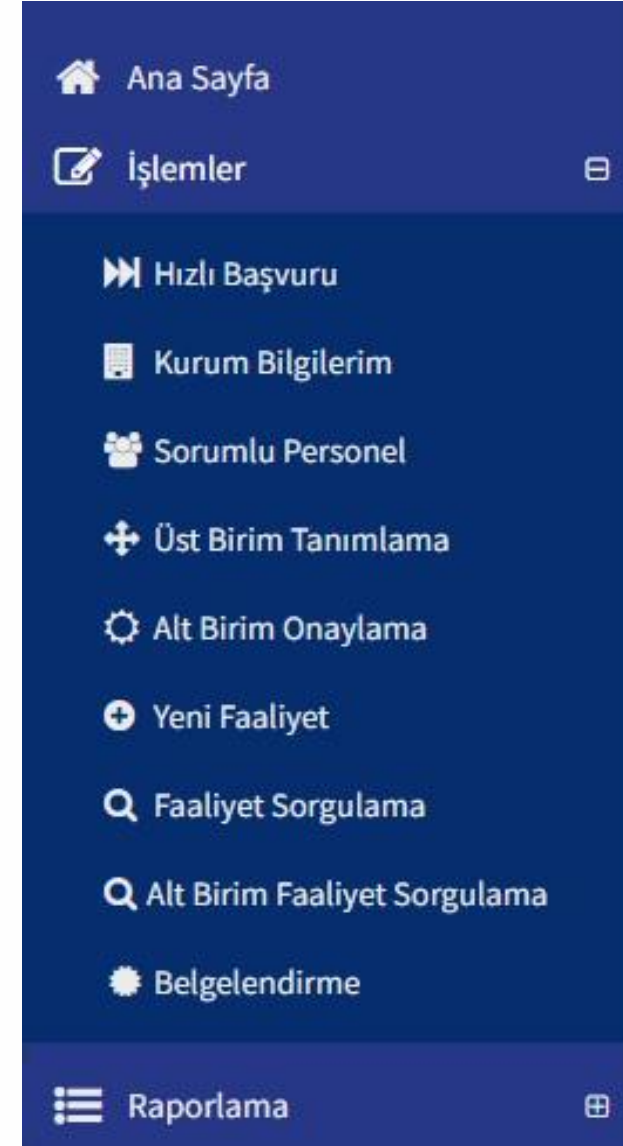 Ana Sayfa
İşlemler
Hızlı Başvuru
Kurum Bilgilerim
Sorumlu Personel
Üst Birim Tanımlama
Alt Birim Onaylama
Yeni Faaliyet
Faaliyet Sorgulama
Alt Birim Faaliyet Sorgulama
Belgelendirme
Raporlama